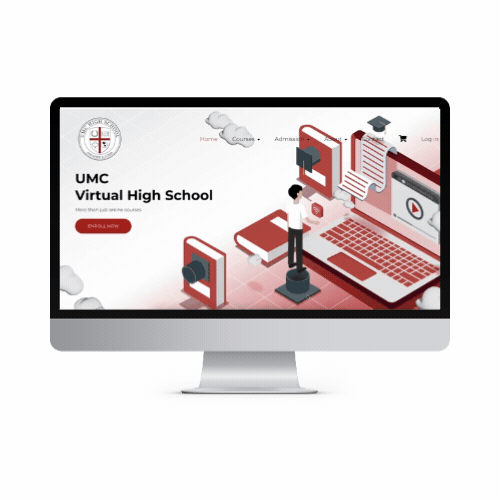 UMC HIGH SCHOOL
Home Courses Admission About Contact Log In
UMC
Virtual High School
More than just online courses
ENROLL NOW